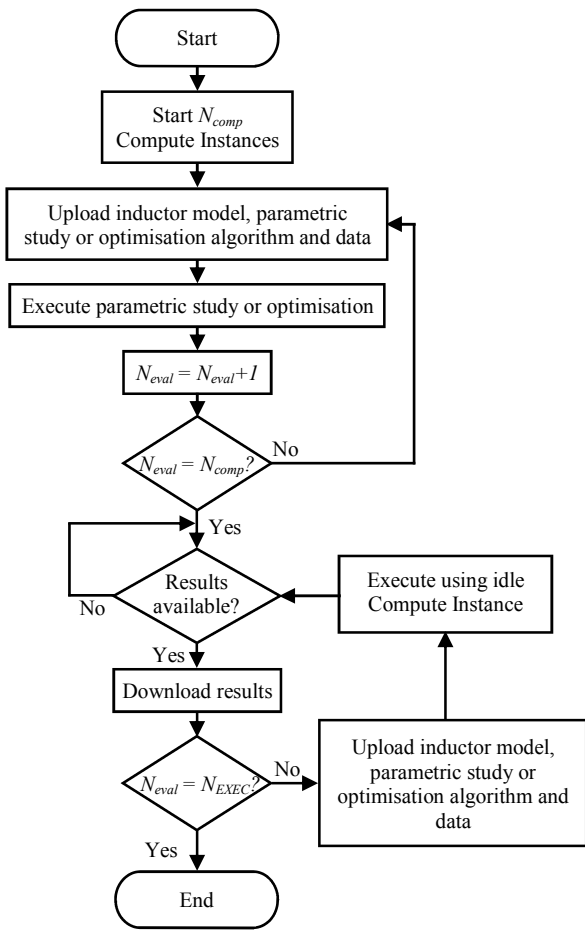 Start
Start N_comp
Compute Instances
Upload inductor model, parametric
study or optimisation algorithm and data
Execute parametric study or optimisation
N_eval = N_eval+1
N_eval = N_comp?
No
Yes
Results
available?
No
Execute using idle
Compute Instance
Yes
Download results
N_eval = N_EXEC?
No
Upload inductor model,
parametric study or
optimisation algorithm and
data
Yes
End